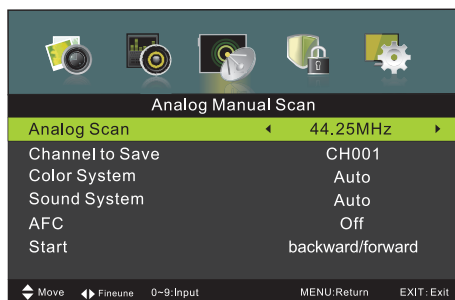 Analog Manual Scan
Analog Scan 44.25MHz
Channel to Save CH001
Color System Auto
Sound System Auto
AFC Off
Start backward/forward
Move Fineune 0~9:Input MENU:Return EXIT:Exit